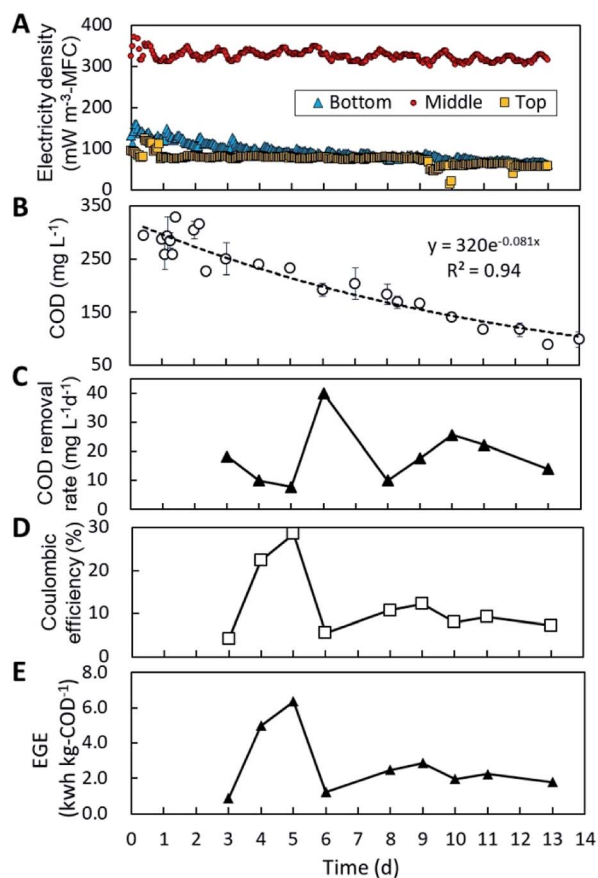 A
Electricity density
(mW m⁻³-MFC)
400
300
200
100
0
Bottom
Middle
Top
B
COD (mg L⁻¹)
350
250
150
50
y = 320e⁻⁰·⁰⁸¹ˣ
R² = 0.94
C
COD removal
rate (mg L⁻¹d⁻¹)
40
30
20
10
0
D
Coulombic
efficiency (%)
30
20
10
0
E
EGE
(kwh kg-COD⁻¹)
8.0
6.0
4.0
2.0
0.0
0 1 2 3 4 5 6 7 8 9 10 11 12 13 14
Time (d)